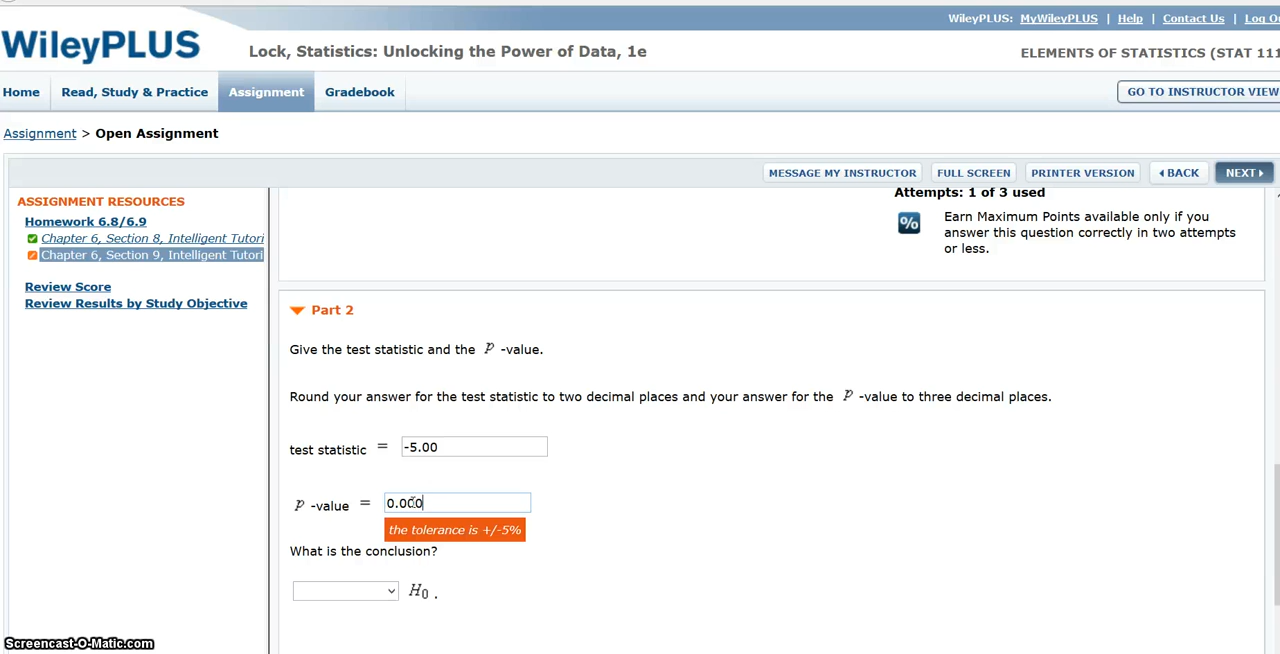 WileyPLUS: MyWileyPLUS | Help | Contact Us |
WileyPLUS
Lock, Statistics: Unlocking the Power of Data, 1e
ELEMENTS OF STATISTICS (STAT 111
Home
Read, Study & Practice
Assignment
Gradebook
GO TO INSTRUCTOR VIEW
Assignment > Open Assignment
MESSAGE MY INSTRUCTOR
FULL SCREEN
PRINTER VERSION
BACK
NEXT
ASSIGNMENT RESOURCES
Homework 6.8/6.9
Chapter 6, Section 8, Intelligent Tutori
Chapter 6, Section 9, Intelligent Tutori
Review Score
Review Results by Study Objective
Attempts: 1 of 3 used
%
Earn Maximum Points available only if you
answer this question correctly in two attempts
or less.
Part 2
Give the test statistic and the p -value.
Round your answer for the test statistic to two decimal places and your answer for the p -value to three decimal places.
test statistic = -5.00
p -value = 0.000
the tolerance is +/-5%
What is the conclusion?
H0 .
Screencast-O-Matic.com